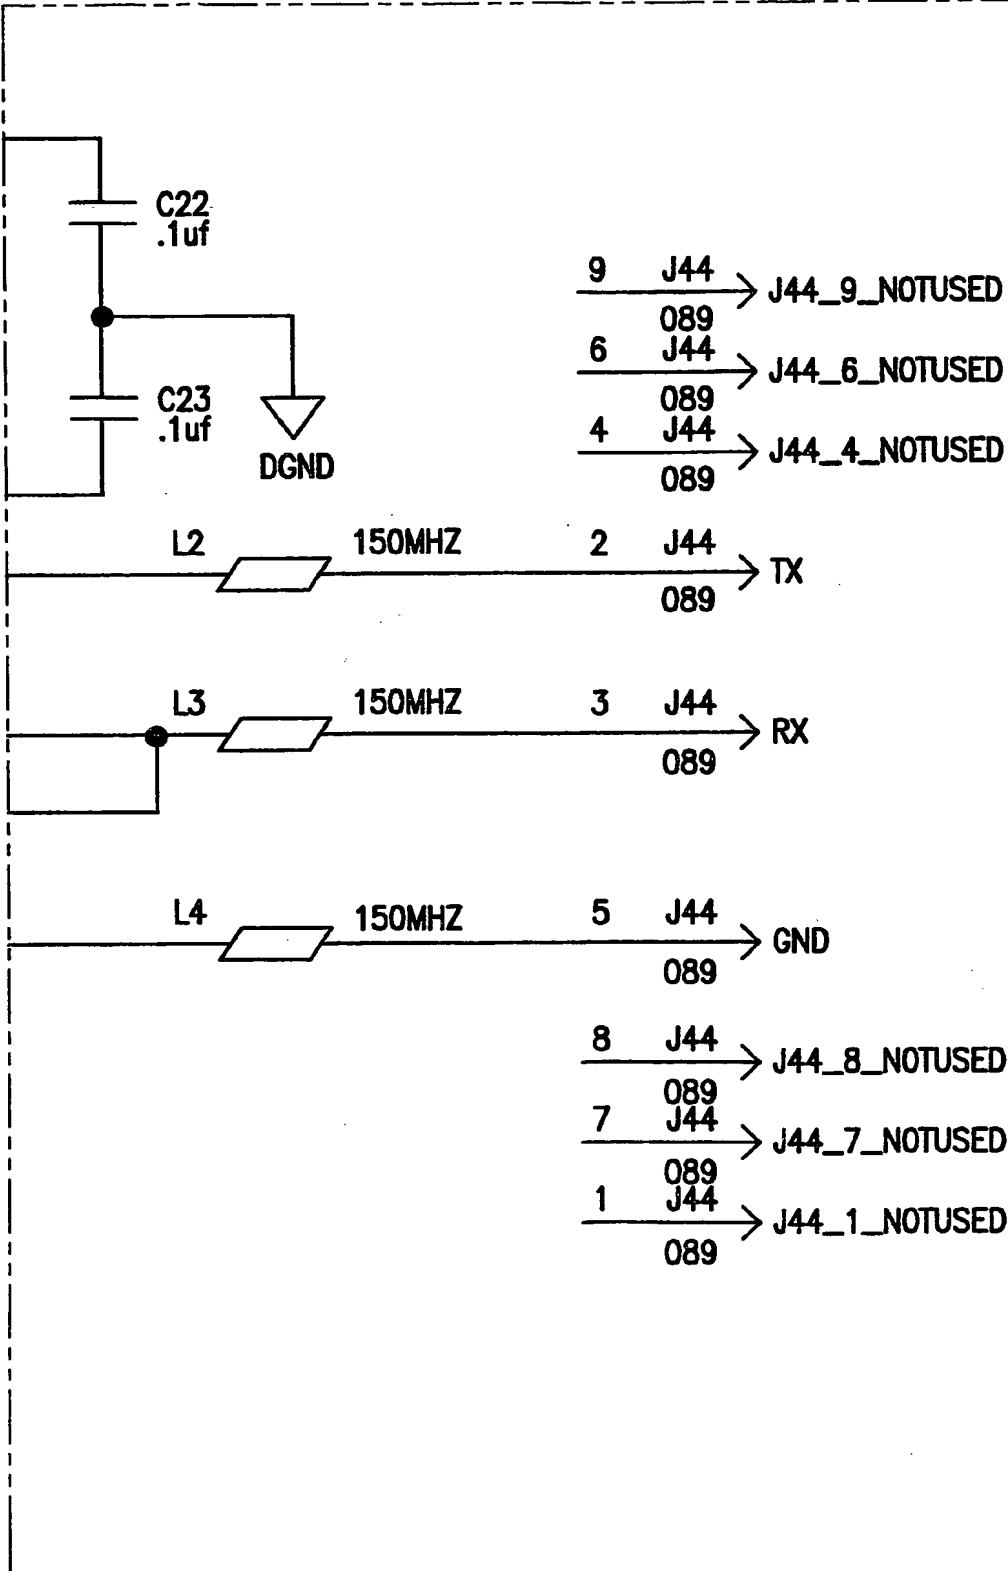 C22
.1uf
9 J44
J44_9_NOTUSED
089
6 J44
J44_6_NOTUSED
089
C23
.1uf
4 J44
J44_4_NOTUSED
DGND
089
L2 150MHZ 2 J44
TX
089
L3 150MHZ 3 J44
RX
089
L4 150MHZ 5 J44
GND
089
8 J44
J44_8_NOTUSED
089
7 J44
J44_7_NOTUSED
089
1 J44
J44_1_NOTUSED
089